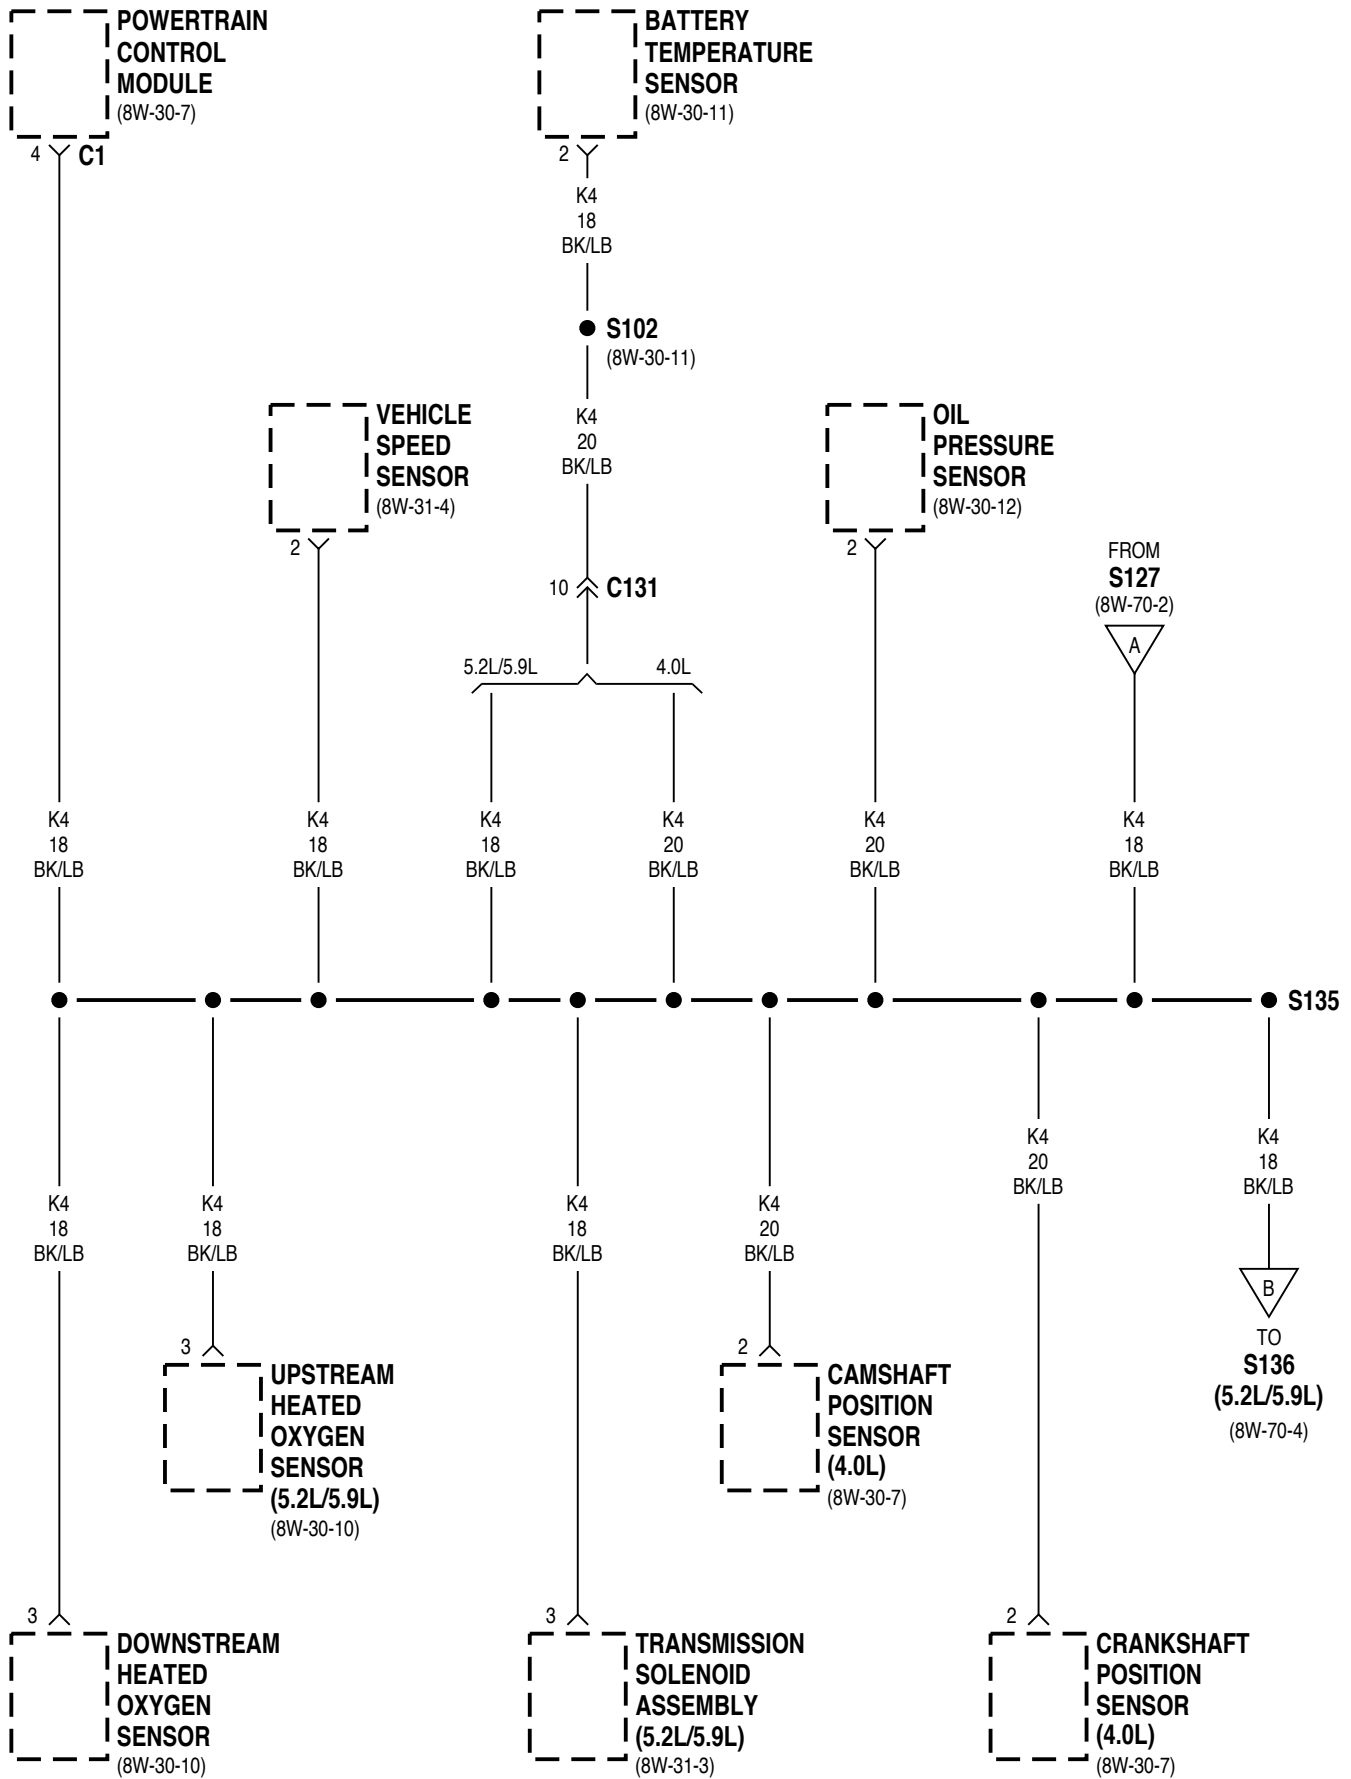 POWERTRAIN
CONTROL
MODULE
(8W-30-7)
4
C1
BATTERY
TEMPERATURE
SENSOR
(8W-30-11)
2
K4
18
BK/LB
S102
(8W-30-11)
K4
20
BK/LB
10
C131
5.2L/5.9L
4.0L
VEHICLE
SPEED
SENSOR
(8W-31-4)
2
OIL
PRESSURE
SENSOR
(8W-30-12)
2
FROM
S127
(8W-70-2)
A
K4
18
BK/LB
K4
18
BK/LB
K4
18
BK/LB
K4
20
BK/LB
K4
20
BK/LB
K4
18
BK/LB
S135
K4
18
BK/LB
K4
18
BK/LB
K4
18
BK/LB
K4
20
BK/LB
K4
20
BK/LB
K4
18
BK/LB
B
TO
S136
(5.2L/5.9L)
(8W-70-4)
3
UPSTREAM
HEATED
OXYGEN
SENSOR
(5.2L/5.9L)
(8W-30-10)
2
CAMSHAFT
POSITION
SENSOR
(4.0L)
(8W-30-7)
3
DOWNSTREAM
HEATED
OXYGEN
SENSOR
(8W-30-10)
3
TRANSMISSION
SOLENOID
ASSEMBLY
(5.2L/5.9L)
(8W-31-3)
2
CRANKSHAFT
POSITION
SENSOR
(4.0L)
(8W-30-7)